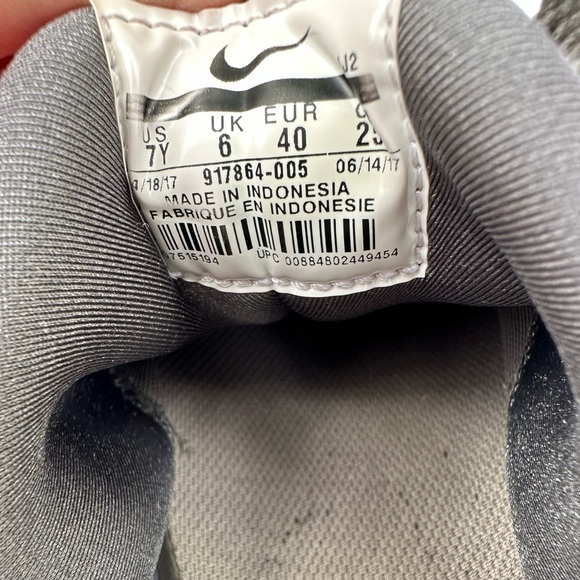 J2
US UK EUR
7Y 6 40
917864-005 06/14/17
MADE IN INDONESIA
FABRIQUE EN INDONESIE
UPC 00884802449454